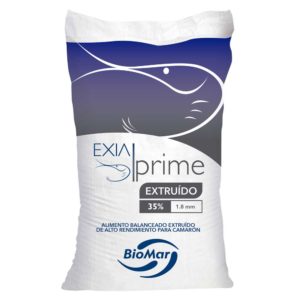 EXIA prime
EXTRUÍDO
35% 1.8 mm
ALIMENTO BALANCEADO EXTRUÍDO
DE ALTO RENDIMIENTO PARA CAMARÓN
BioMar